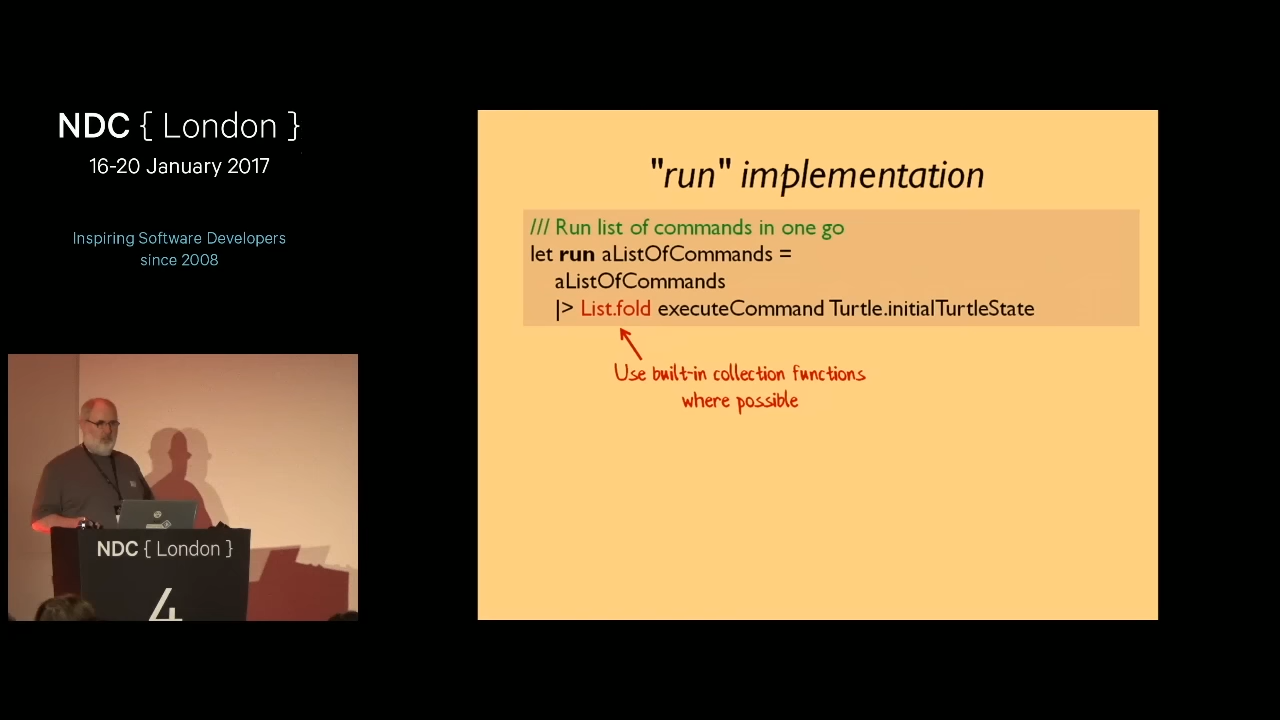 NDC { London }
16-20 January 2017
Inspiring Software Developers
since 2008
"run" implementation
/// Run list of commands in one go
let run aListOfCommands =
aListOfCommands
|> List.fold executeCommand Turtle.initialTurtleState
Use built-in collection functions
where possible
NDC { London }
4